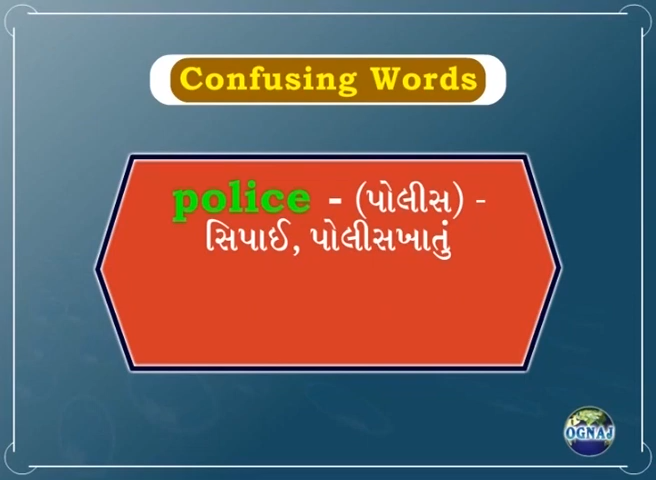 Confusing Words
police - (પોલીસ) -
સિપાઈ, પોલીસખાતું
OGNAJ